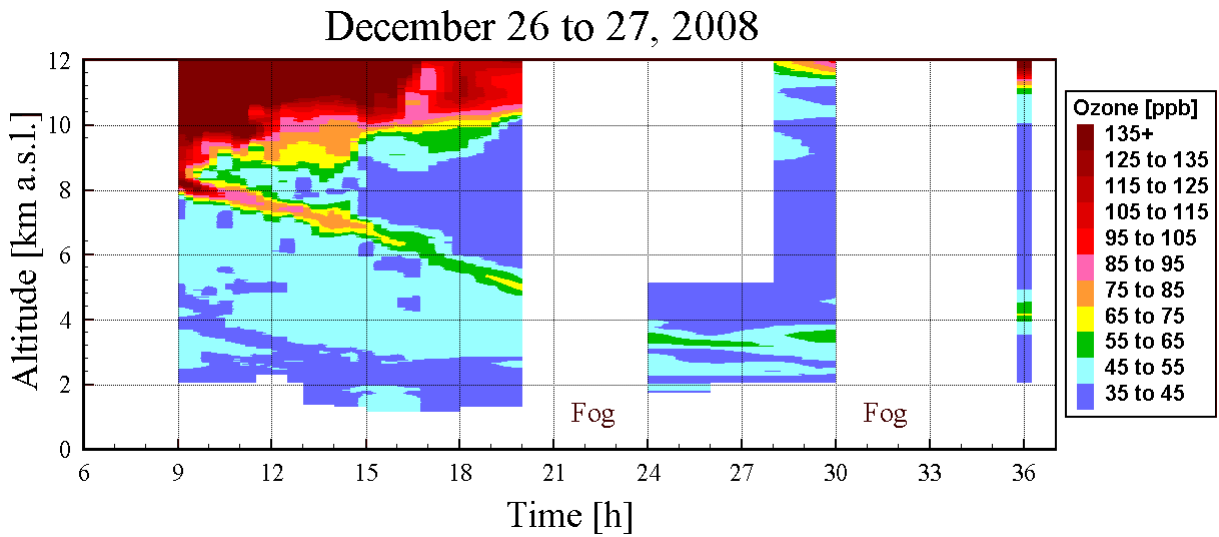 December 26 to 27, 2008
12
10
8
6
4
2
0
Altitude [km a.s.l.]
Fog
Fog
6
9
12
15
18
21
24
27
30
33
36
Time [h]
Ozone [ppb]
135+
125 to 135
115 to 125
105 to 115
95 to 105
85 to 95
75 to 85
65 to 75
55 to 65
45 to 55
35 to 45